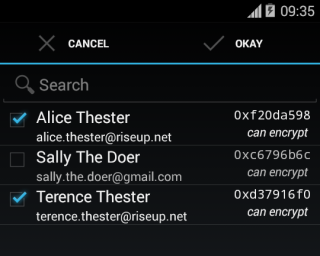 09:35
CANCEL OKAY
Search
Alice Thester 0xf20da598
alice.thester@riseup.net can encrypt
Sally The Doer 0xc6796b6c
sally.the.doer@gmail.com can encrypt
Terence Thester 0xd37916f0
terence.thester@riseup.net can encrypt